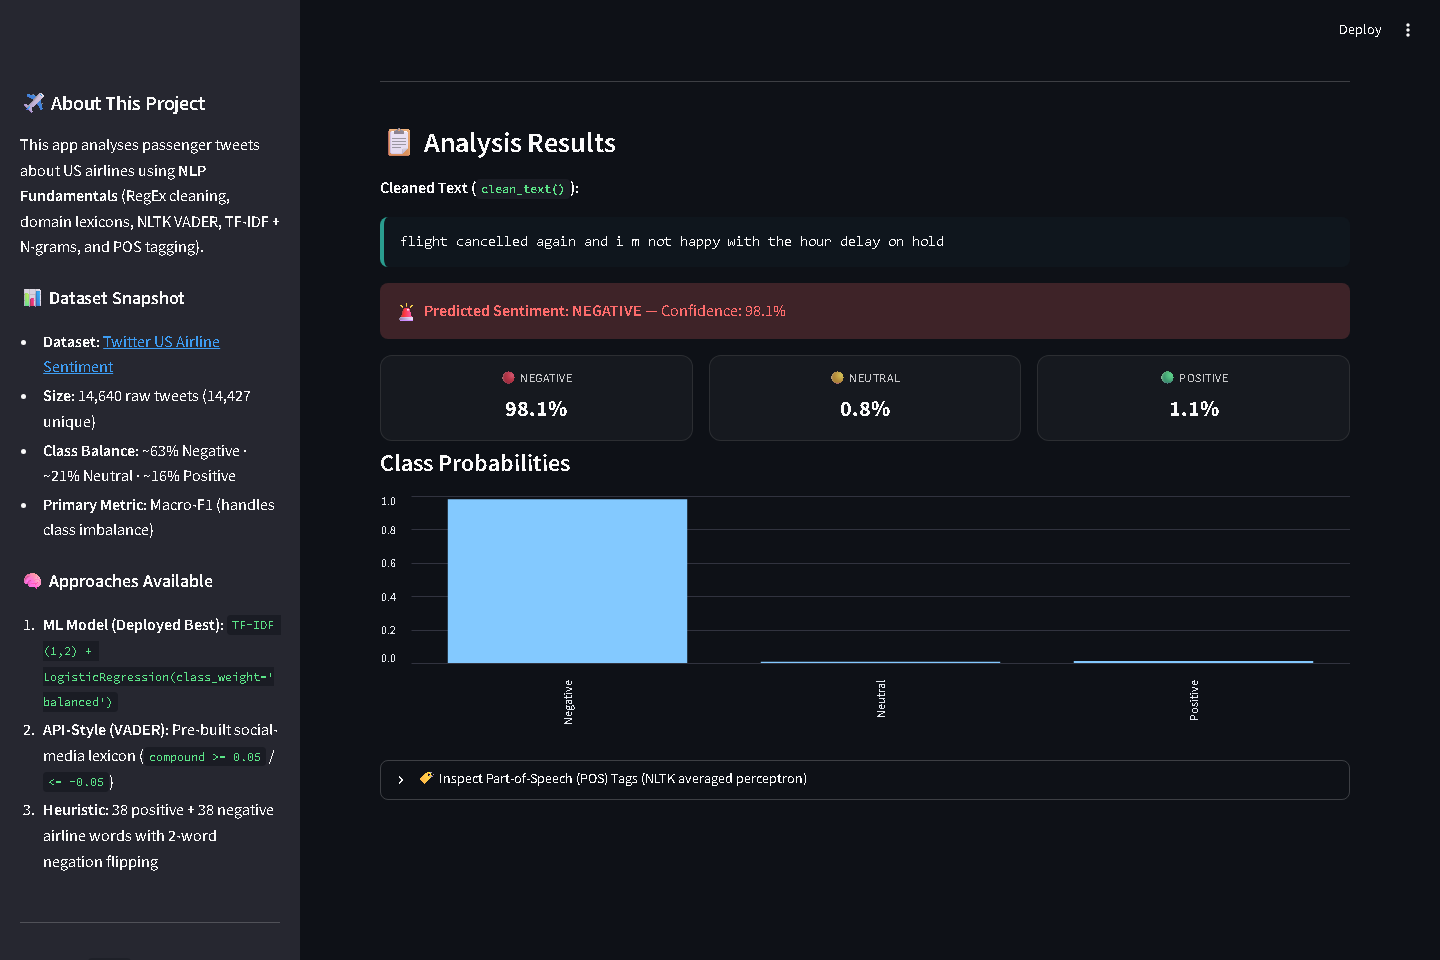 Deploy
About This Project
This app analyses passenger tweets
about US airlines using NLP
Fundamentals (RegEx cleaning,
domain lexicons, NLTK VADER, TF-IDF +
N-grams, and POS tagging).
Dataset Snapshot
• Dataset: Twitter US Airline
Sentiment
• Size: 14,640 raw tweets (14,427
unique)
• Class Balance: ~63% Negative ·
~21% Neutral · ~16% Positive
• Primary Metric: Macro-F1 (handles
class imbalance)
Approaches Available
1. ML Model (Deployed Best): TF-IDF
(1,2) +
LogisticRegression(class_weight='
balanced')
2. API-Style (VADER): Pre-built social-
media lexicon ( compound >= 0.05 /
<= -0.05 )
3. Heuristic: 38 positive + 38 negative
airline words with 2-word
negation flipping
Analysis Results
Cleaned Text ( clean_text() ):
flight cancelled again and i m not happy with the hour delay on hold
Predicted Sentiment: NEGATIVE — Confidence: 98.1%
NEGATIVE
98.1%
NEUTRAL
0.8%
POSITIVE
1.1%
Class Probabilities
1.0
0.8
0.6
0.4
0.2
0.0
Negative
Neutral
Positive
Inspect Part-of-Speech (POS) Tags (NLTK averaged perceptron)